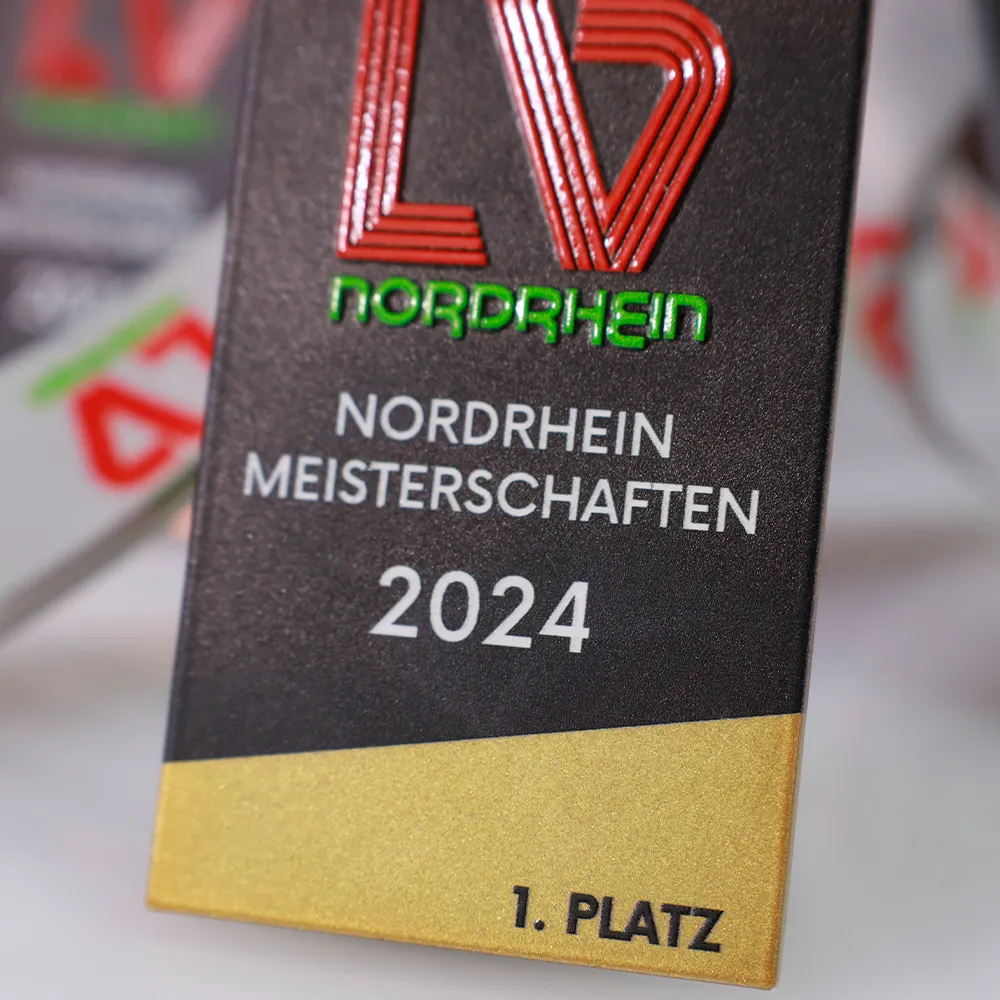 LV
NORDRHEIN
NORDRHEIN
MEISTERSCHAFTEN
2024
1. PLATZ